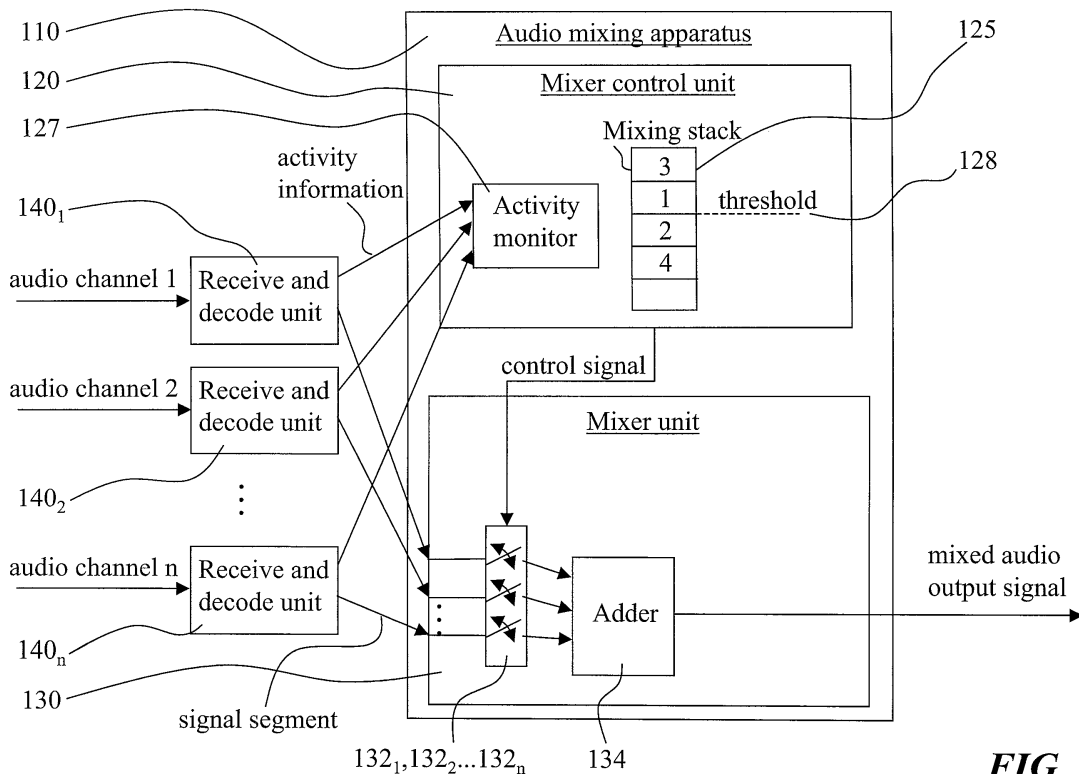 110
Audio mixing apparatus
125
120
Mixer control unit
127
Mixing stack
activity
information
3
128
140₁
Activity
monitor
1
threshold
2
4
audio channel 1
Receive and
decode unit
control signal
audio channel 2
Receive and
decode unit
Mixer unit
140₂
audio channel n
Receive and
decode unit
mixed audio
output signal
Adder
140ₙ
130
signal segment
132₁,132₂...132ₙ
134
FIG